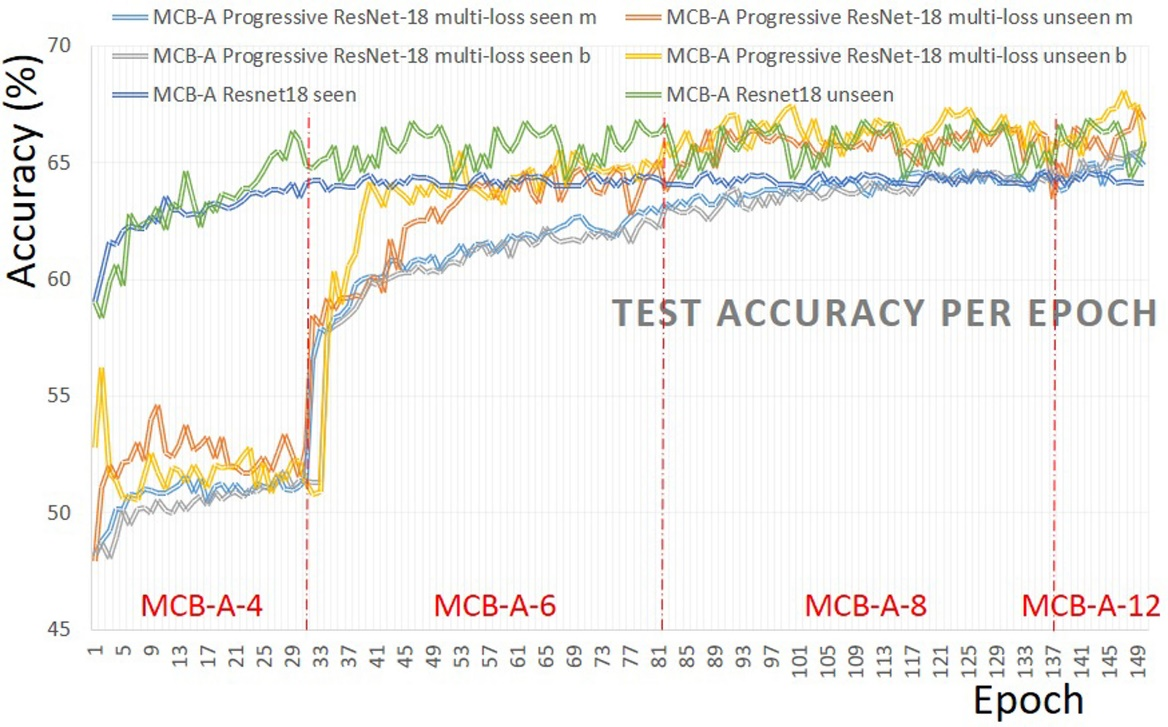 MCB-A Progressive ResNet-18 multi-loss seen m
MCB-A Progressive ResNet-18 multi-loss unseen m
MCB-A Progressive ResNet-18 multi-loss seen b
MCB-A Progressive ResNet-18 multi-loss unseen b
MCB-A Resnet18 seen
MCB-A Resnet18 unseen
Accuracy (%)
70
65
60
55
50
45
TEST ACCURACY PER EPOCH
MCB-A-4
MCB-A-6
MCB-A-8
MCB-A-12
1 5 9 13 17 21 25 29 33 37 41 45 49 53 57 61 65 69 73 77 81 85 89 93 97 101 105 109 113 117 121 125 129 133 137 141 145 149
Epoch